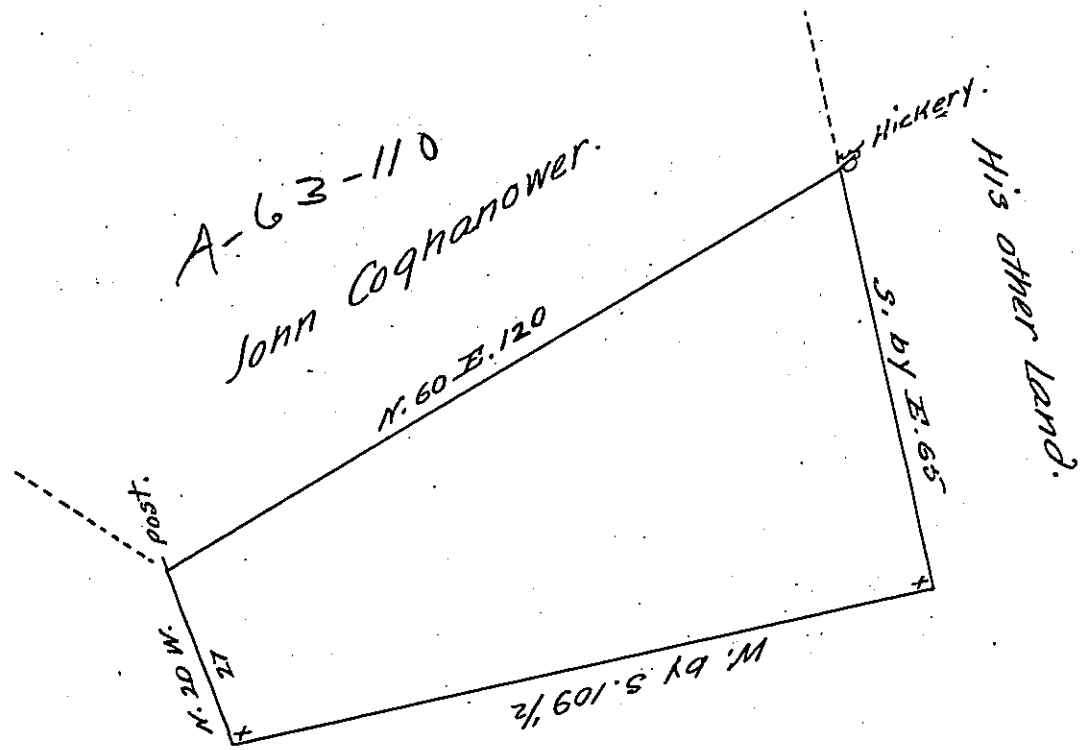 A-63-110
John Coghanower.
Hickery.
His other Land.
N. 60 E. 120
S. by E. 65
post.
N. 20 W.
27
W. by S. 109 1/2